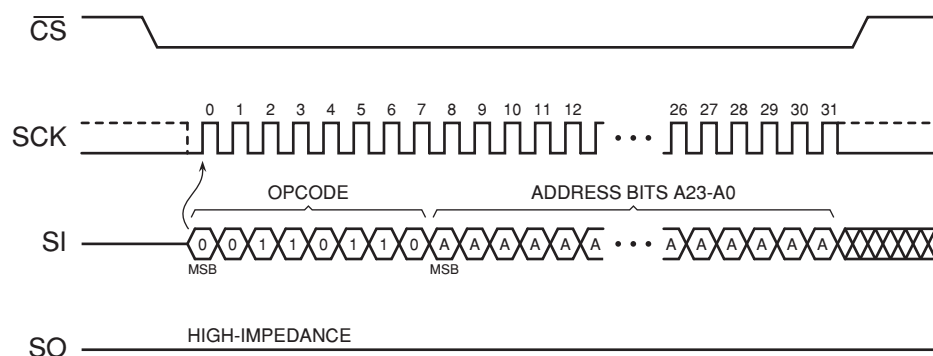 CS
0 1 2 3 4 5 6 7 8 9 10 11 12 26 27 28 29 30 31
SCK
OPCODE ADDRESS BITS A23-A0
SI 0 0 1 1 0 1 1 0 A A A A A A A A A A A A
MSB MSB
HIGH-IMPEDANCE
SO